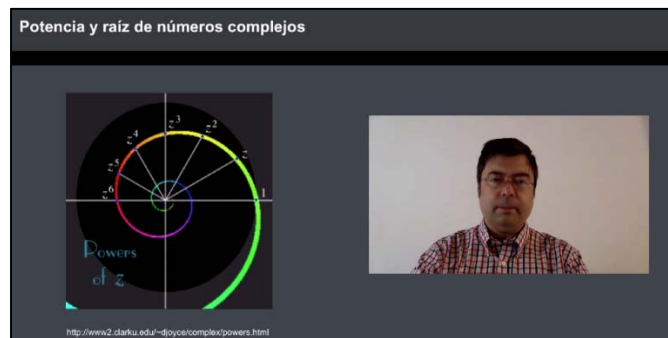 Potencia y raíz de números complejos
z³
z⁴
z²
z⁵
z
z⁶
1
Powers
of z
http://www2.clarku.edu/~djoyce/complex/powers.html